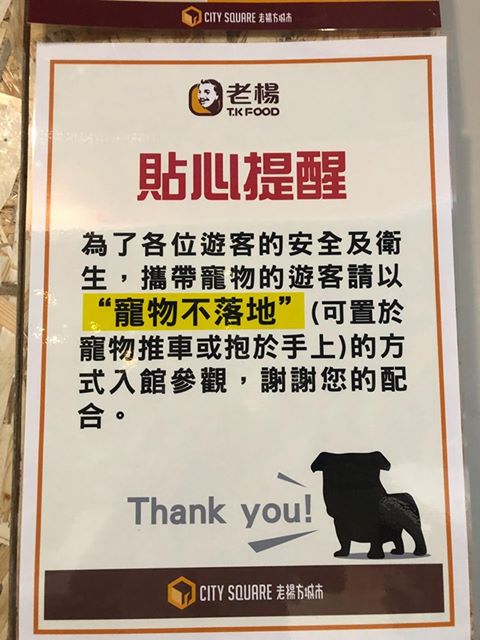 CITY SQUARE 老楊方城市
老楊
T.K FOOD
貼心提醒
為了各位遊客的安全及衛
生，攜帶寵物的遊客請以
“寵物不落地” (可置於
寵物推車或抱於手上)的方
式入館參觀，謝謝您的配
合。
Thank you!
CITY SQUARE 老楊方城市